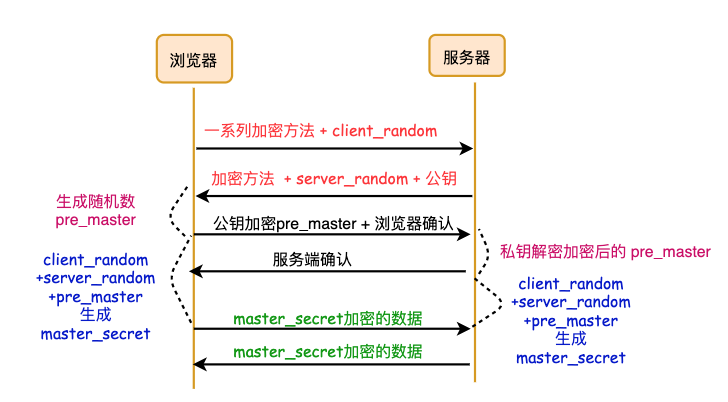 浏览器
服务器
一系列加密方法 + client_random
加密方法 + server_random + 公钥
生成随机数
pre_master
公钥加密pre_master + 浏览器确认
私钥解密加密后的 pre_master
服务端确认
client_random
+server_random
+pre_master
生成
master_secret
client_random
+server_random
+pre_master
生成
master_secret
master_secret加密的数据
master_secret加密的数据